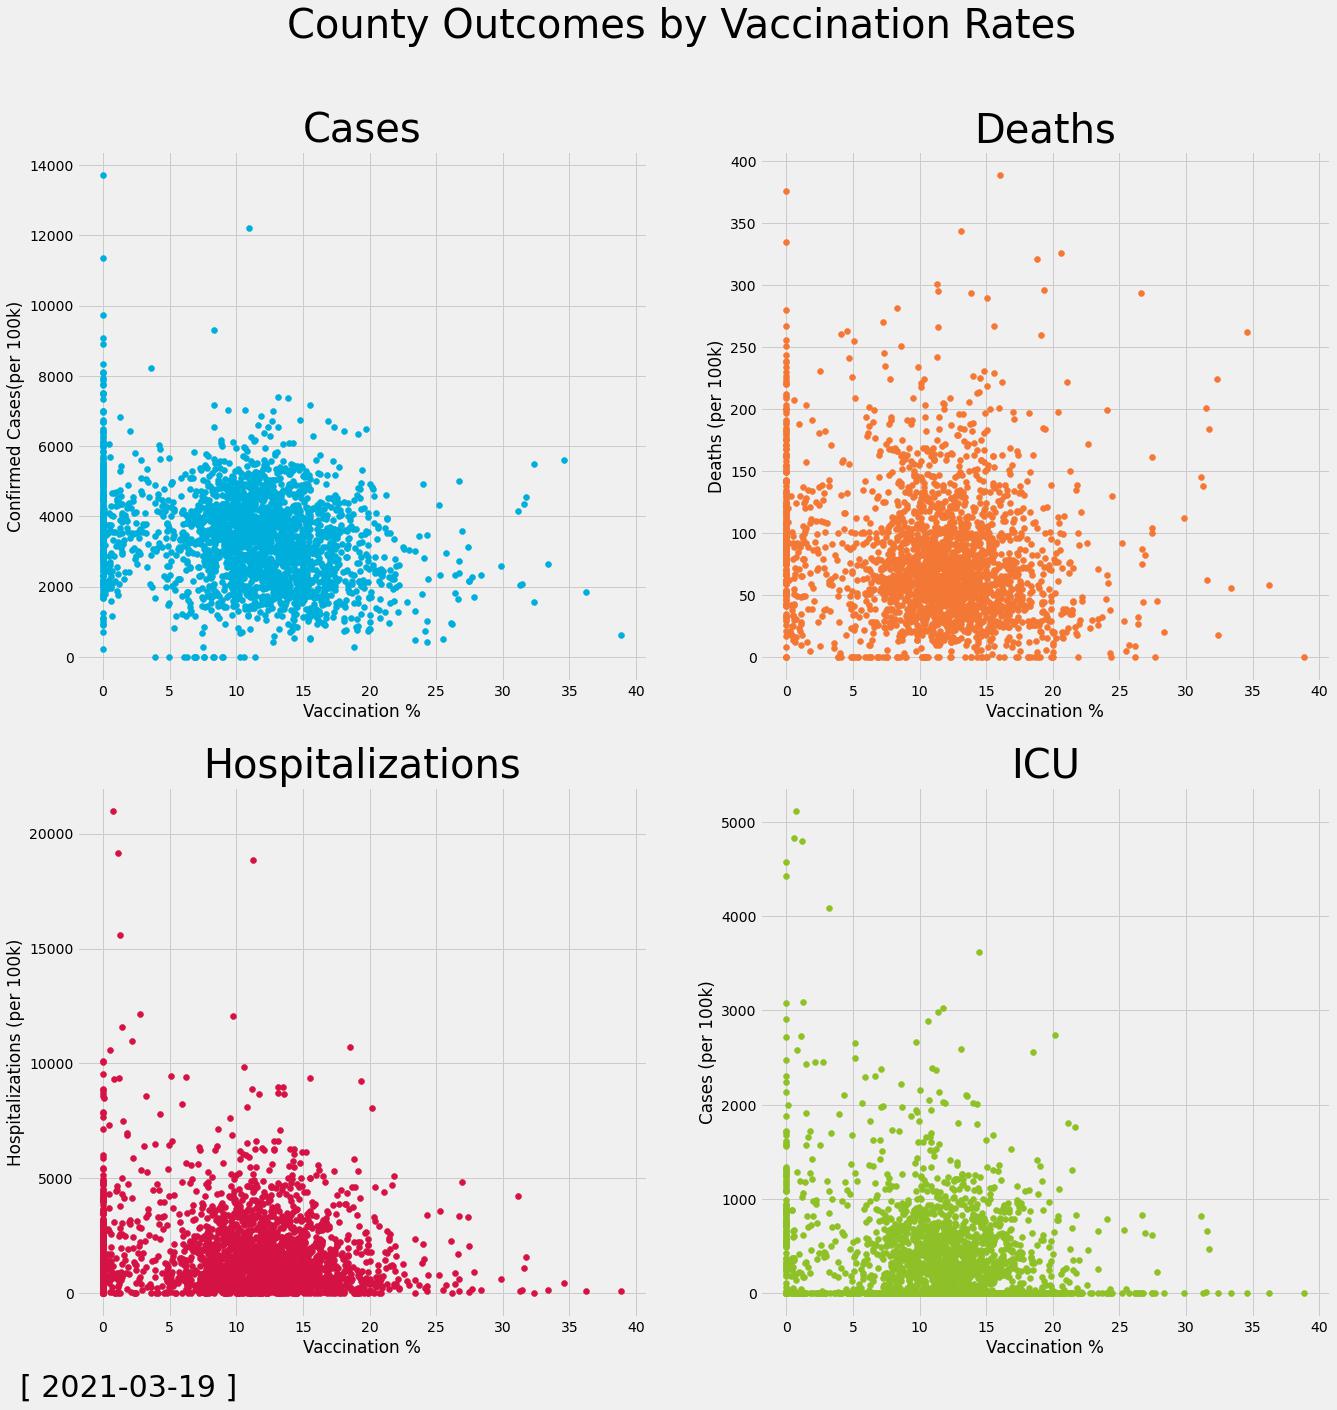 County Outcomes by Vaccination Rates
Cases
Deaths
14000
12000
10000
8000
6000
4000
2000
0
Confirmed Cases(per 100k)
0 5 10 15 20 25 30 35 40
Vaccination %
400
350
300
250
200
150
100
50
0
Deaths (per 100k)
0 5 10 15 20 25 30 35 40
Vaccination %
Hospitalizations
ICU
20000
15000
10000
5000
0
Hospitalizations (per 100k)
0 5 10 15 20 25 30 35 40
Vaccination %
5000
4000
3000
2000
1000
0
Cases (per 100k)
0 5 10 15 20 25 30 35 40
Vaccination %
[ 2021-03-19 ]